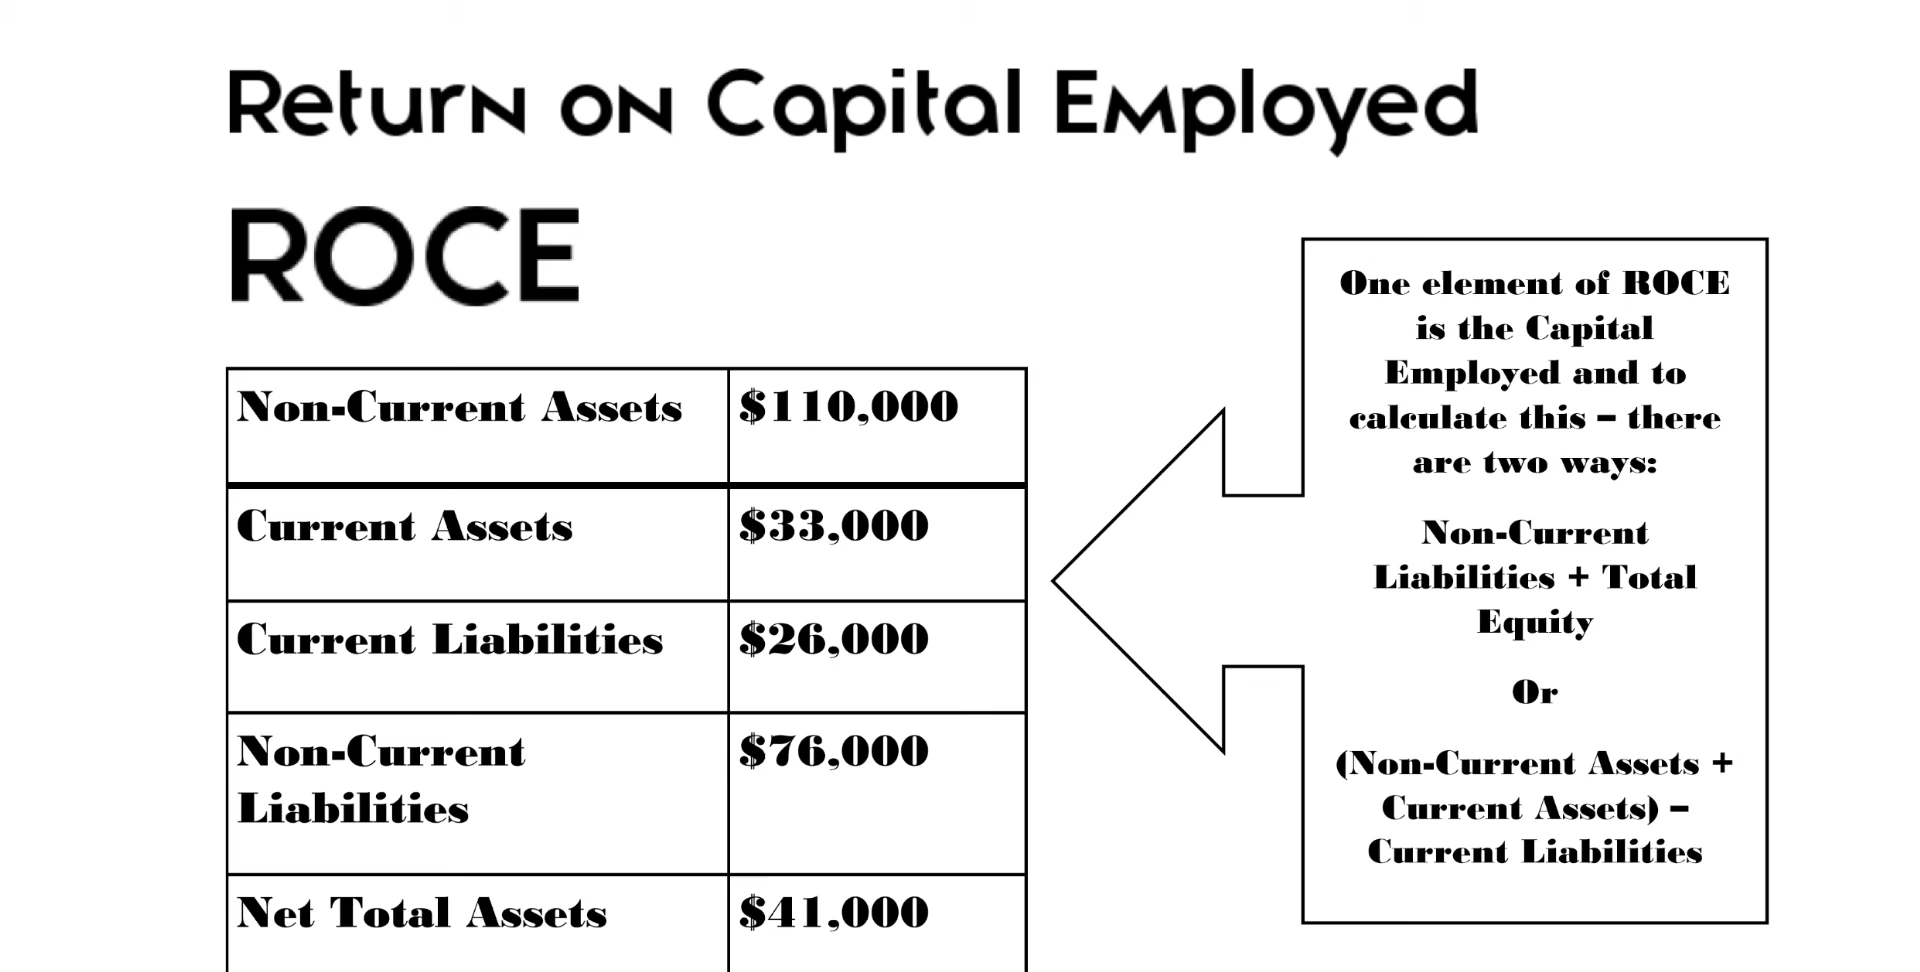 Return on Capital Employed
ROCE
Non-Current Assets $110,000
Current Assets $33,000
Current Liabilities $26,000
Non-Current $76,000
Liabilities
Net Total Assets $41,000
One element of ROCE
is the Capital
Employed and to
calculate this – there
are two ways:
Non-Current
Liabilities + Total
Equity
Or
(Non-Current Assets +
Current Assets) –
Current Liabilities